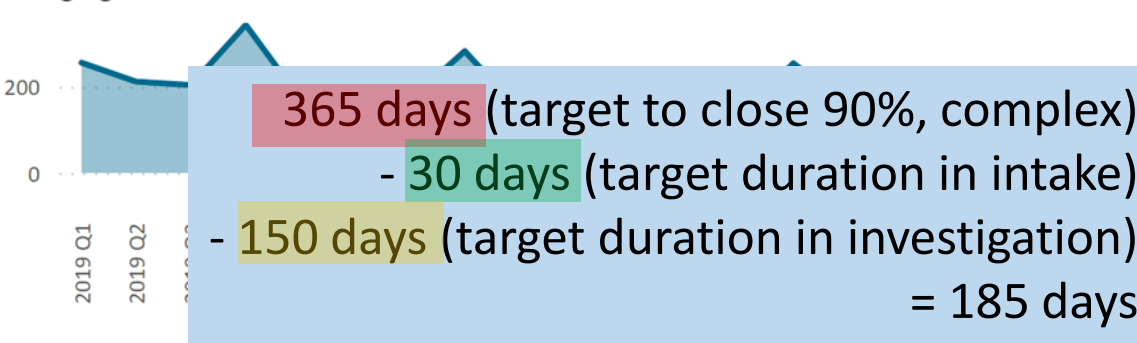 365 days (target to close 90%, complex)
- 30 days (target duration in intake)
- 150 days (target duration in investigation)
= 185 days
200
0
2019 Q1
2019 Q2